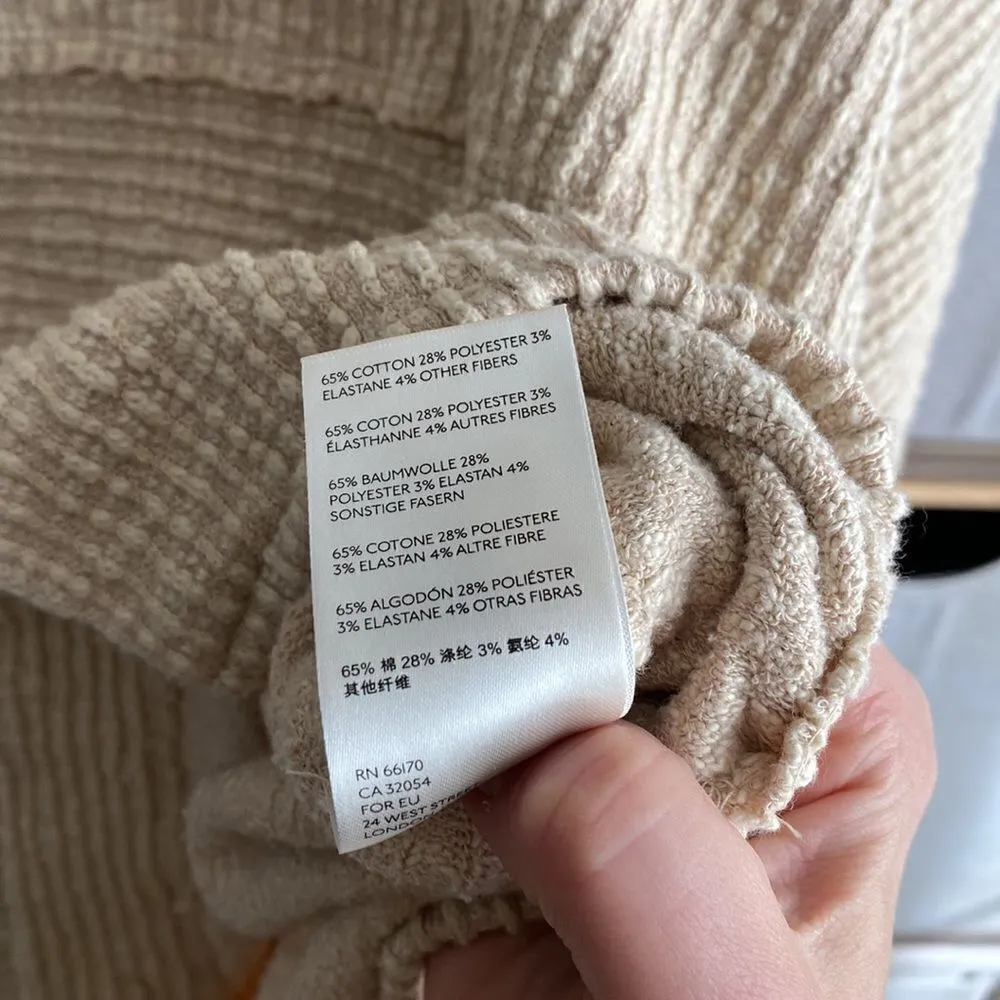 65% COTTON 28% POLYESTER 3%
ELASTANE 4% OTHER FIBERS
65% COTON 28% POLYESTER 3%
ÉLASTHANNE 4% AUTRES FIBRES
65% BAUMWOLLE 28%
POLYESTER 3% ELASTAN 4%
SONSTIGE FASERN
65% COTONE 28% POLIESTERE
3% ELASTAN 4% ALTRE FIBRE
65% ALGODÓN 28% POLIÉSTER
3% ELASTANE 4% OTRAS FIBRAS
65% 棉 28% 涤纶 3% 氨纶 4%
其他纤维
RN 66170
CA 32054
FOR EU
24 WEST STREE
LONDON